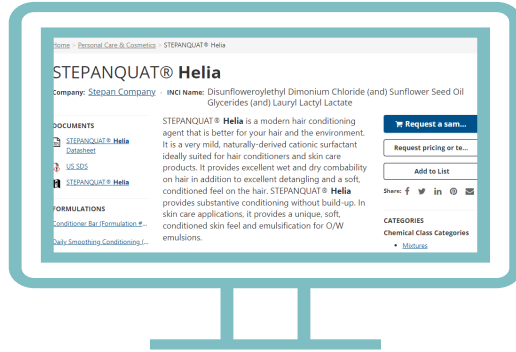 Home > Personal Care & Cosmetics > STEPANQUAT® Helia
STEPANQUAT® Helia
Company: Stepan Company · INCI Name: Disunfloweroylethyl Dimonium Chloride (and) Sunflower Seed Oil
Glycerides (and) Lauryl Lactyl Lactate
DOCUMENTS
STEPANQUAT® Helia
Datasheet
US SDS
STEPANQUAT® Helia
FORMULATIONS
Conditioner Bar (Formulation #...
Daily Smoothing Conditioning (...
STEPANQUAT® Helia is a modern hair conditioning
agent that is better for your hair and the environment.
It is a very mild, naturally-derived cationic surfactant
ideally suited for hair conditioners and skin care
products. It provides excellent wet and dry combability
on hair in addition to excellent detangling and a soft,
conditioned feel on the hair. STEPANQUAT® Helia
provides substantive conditioning without build-up. In
skin care applications, it provides a unique, soft,
conditioned skin feel and emulsification for O/W
emulsions.
Request a sam...
Request pricing or te...
Add to List
Share:
CATEGORIES
Chemical Class Categories
• Mixtures